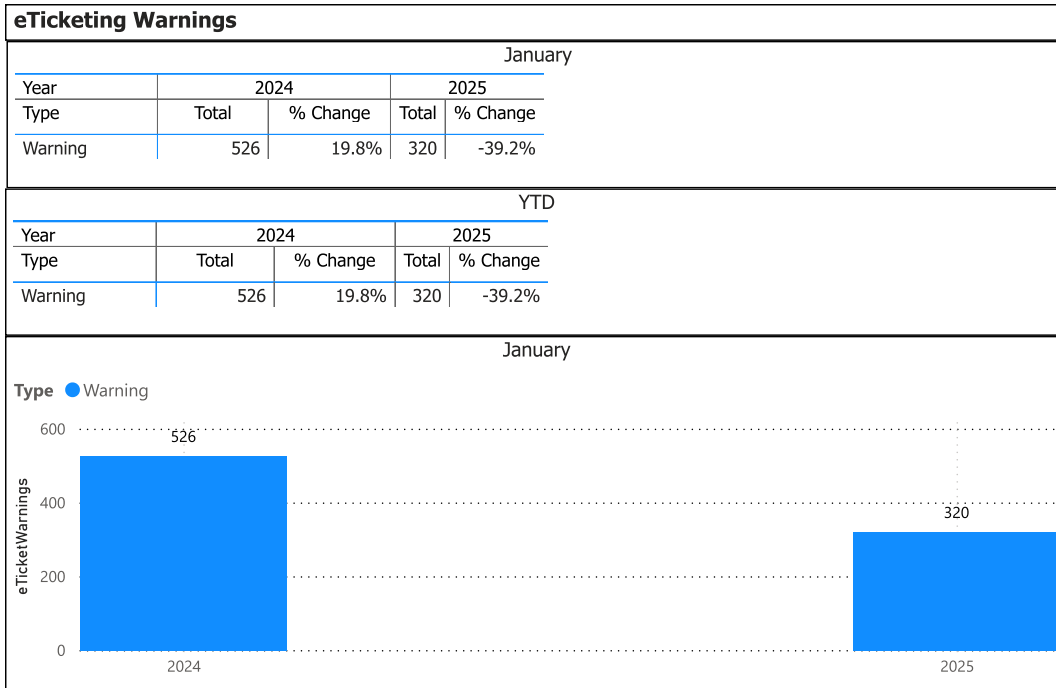 eTicketing Warnings
January
Year 2024 2025
Type Total % Change Total % Change
Warning 526 19.8% 320 -39.2%
YTD
Year 2024 2025
Type Total % Change Total % Change
Warning 526 19.8% 320 -39.2%
January
Type Warning
eTicketWarnings
600
526
400
320
200
0
2024 2025